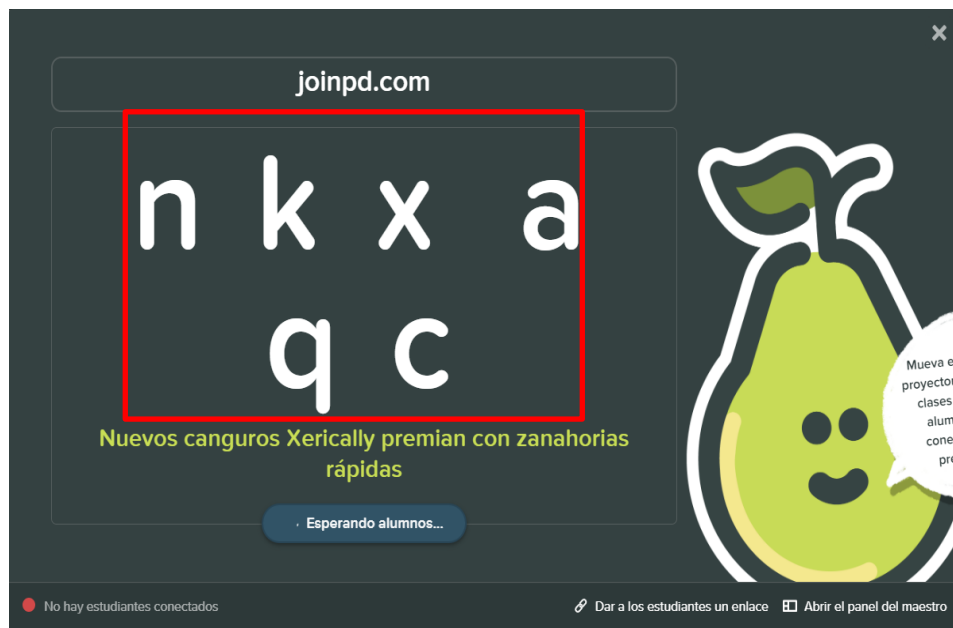 joinpd.com
n k x a
q c
Nuevos canguros Xerically premian con zanahorias
rápidas
Esperando alumnos...
Mueva e
proyector
clases
alum
cone
pre
No hay estudiantes conectados
Dar a los estudiantes un enlace
Abrir el panel del maestro